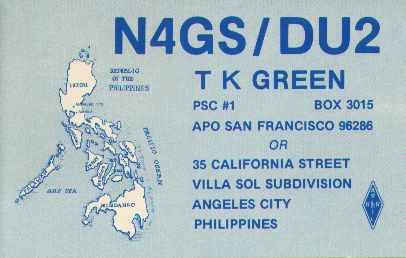 N4GS/DU2
T K GREEN
PSC #1 BOX 3015
APO SAN FRANCISCO 96286
OR
35 CALIFORNIA STREET
VILLA SOL SUBDIVISION
ANGELES CITY
PHILIPPINES
REPUBLIC
OF THE
PHILIPPINES
LUZON
PACIFIC OCEAN
SEA
MINDANAO